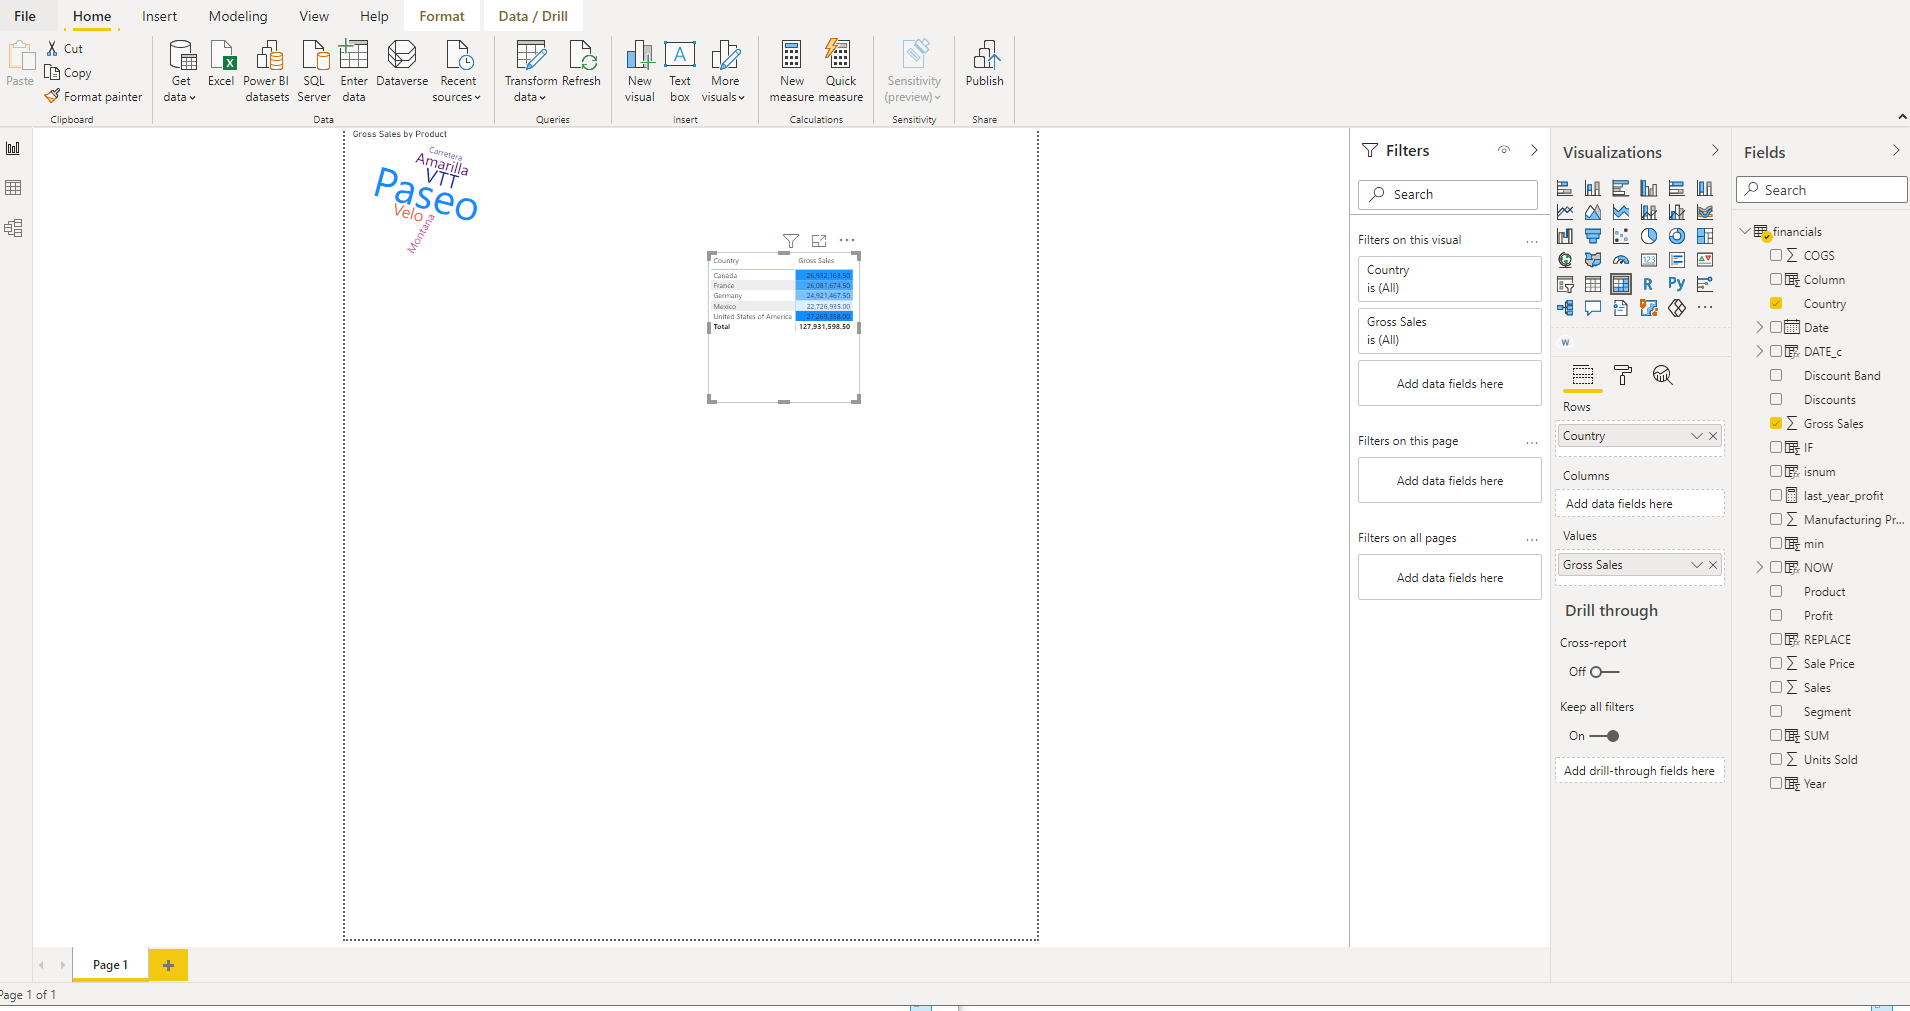 File Home Insert Modeling View Help Format Data / Drill
Paste
Cut
Copy
Format painter
Clipboard
Get data
Excel
Power BI datasets
SQL Server
Enter data
Dataverse
Recent sources
Data
Transform data
Refresh
Queries
New visual
Text box
More visuals
Insert
New measure
Quick measure
Calculations
Sensitivity (preview)
Sensitivity
Publish
Share
Gross Sales by Product
Carretera
Amarilla
VTT
Paseo
Velo
Montana
Country Gross Sales
Canada 26,932,163.50
France 26,081,674.50
Germany 24,921,467.50
Mexico 22,726,935.00
United States of America 27,269,358.00
Total 127,931,598.50
Filters
Search
Filters on this visual ...
Country
is (All)
Gross Sales
is (All)
Add data fields here
Filters on this page ...
Add data fields here
Filters on all pages ...
Add data fields here
Visualizations
123
R
Py
...
W
Rows
Country
Columns
Add data fields here
Values
Gross Sales
Drill through
Cross-report
Off
Keep all filters
On
Add drill-through fields here
Fields
Search
financials
COGS
Column
Country
Date
DATE_c
Discount Band
Discounts
Gross Sales
IF
isnum
last_year_profit
Manufacturing Pr...
min
NOW
Product
Profit
REPLACE
Sale Price
Sales
Segment
SUM
Units Sold
Year
Page 1
Page 1 of 1